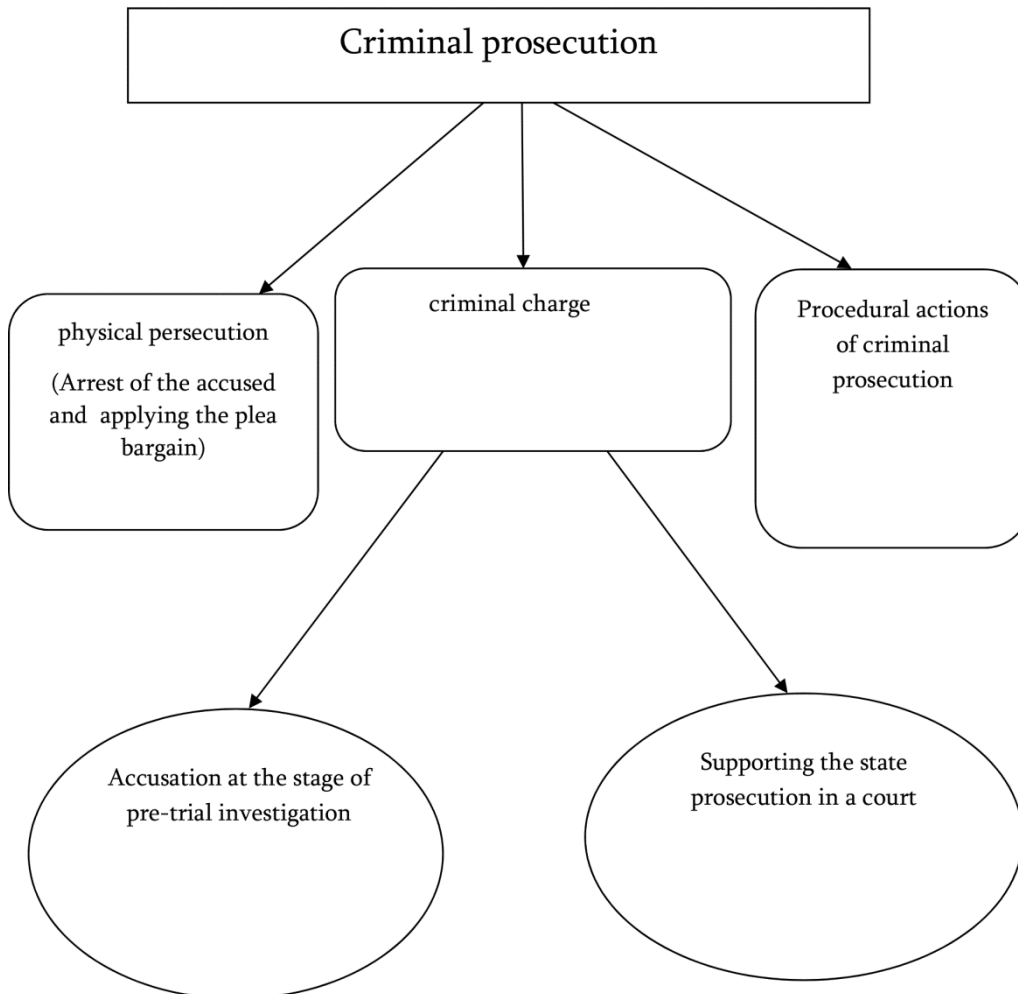 Criminal prosecution
physical persecution
(Arrest of the accused
and applying the plea
bargain)
criminal charge
Procedural actions
of criminal
prosecution
Accusation at the stage of
pre-trial investigation
Supporting the state
prosecution in a court